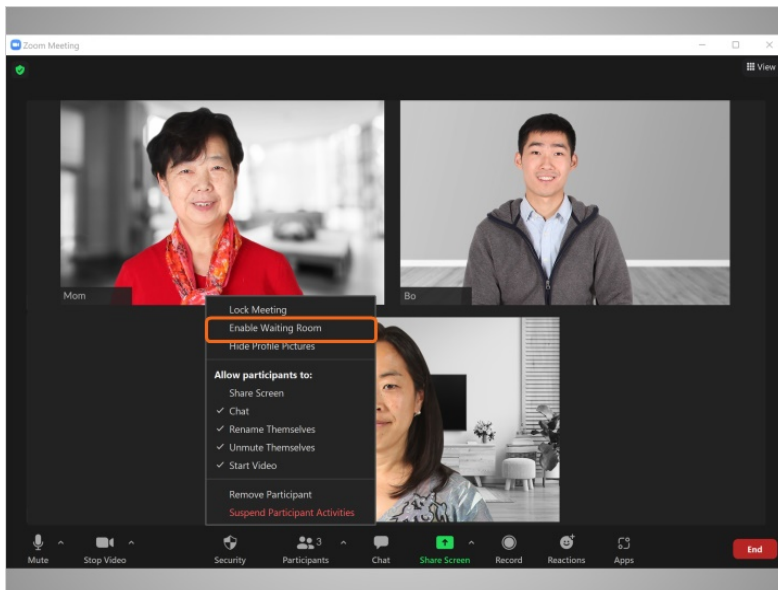 Zoom Meeting
View
Mom
Bo
Lock Meeting
Enable Waiting Room
Hide Profile Pictures
Allow participants to:
Share Screen
Chat
Rename Themselves
Unmute Themselves
Start Video
Remove Participant
Suspend Participant Activities
3
Mute Stop Video Security Participants Chat Share Screen Record Reactions Apps End